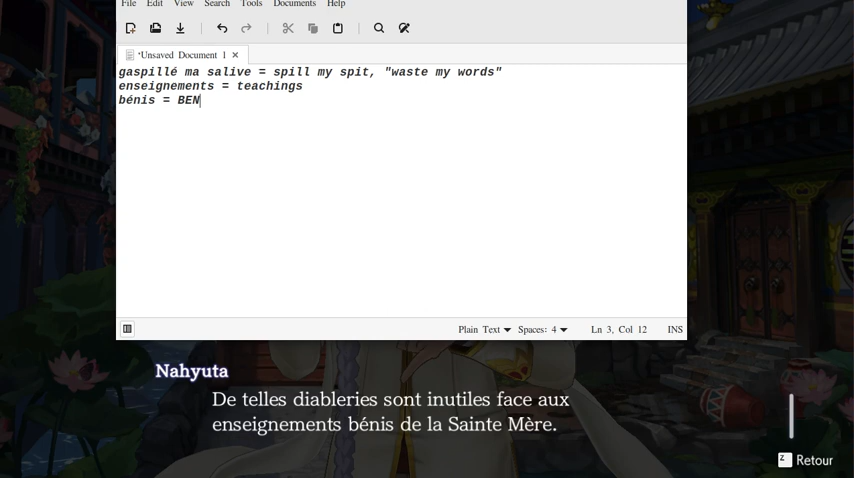 File Edit View Search Tools Documents Help
*Unsaved Document 1
gaspillé ma salive = spill my spit, "waste my words"
enseignements = teachings
bénis = BEN
Plain Text Spaces: 4 Ln 3, Col 12 INS
Nahyuta
De telles diableries sont inutiles face aux
enseignements bénis de la Sainte Mère.
Z Retour